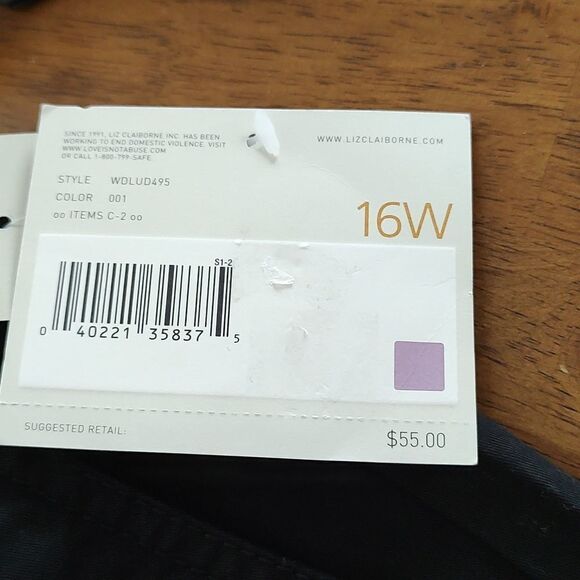 SINCE 1991, LIZ CLAIBORNE INC. HAS BEEN
WORKING TO END DOMESTIC VIOLENCE. VISIT
WWW.LOVEISNOTABUSE.COM
OR CALL 1-800-799-SAFE.
WWW.LIZCLAIBORNE.COM
STYLE WDLUD495
COLOR 001
oo ITEMS C-2 oo
16W
S1-2
0 40221 35837 5
SUGGESTED RETAIL:
$55.00